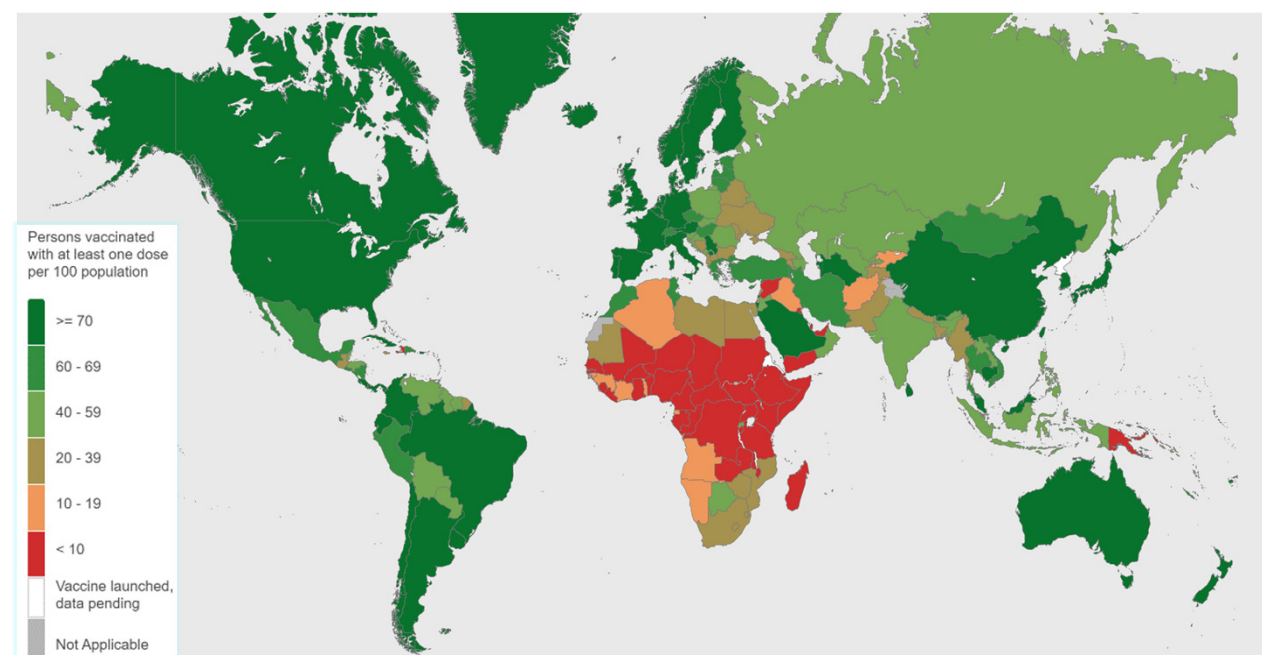 Persons vaccinated
with at least one dose
per 100 population
>= 70
60 - 69
40 - 59
20 - 39
10 - 19
< 10
Vaccine launched,
data pending
Not Applicable